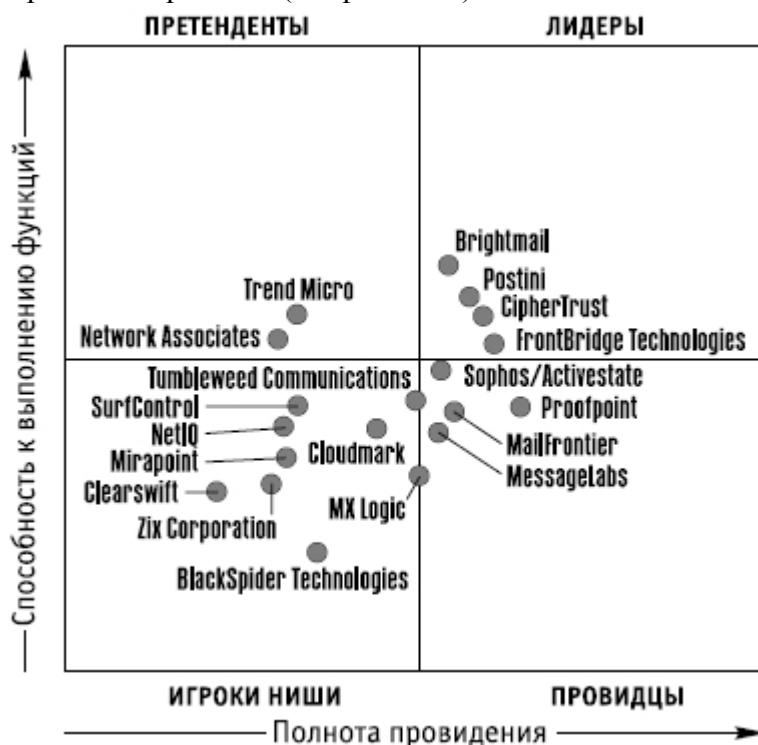 ПРЕТЕНДЕНТЫ
ЛИДЕРЫ
Способность к выполнению функций
Brightmail
Postini
Trend Micro
CipherTrust
Network Associates
FrontBridge Technologies
Tumbleweed Communications
Sophos/Activestate
SurfControl
Proofpoint
NetIQ
MailFrontier
Cloudmark
Mirapoint
MessageLabs
Clearswift
MX Logic
Zix Corporation
BlackSpider Technologies
ИГРОКИ НИШИ
ПРОВИДЦЫ
Полнота провидения